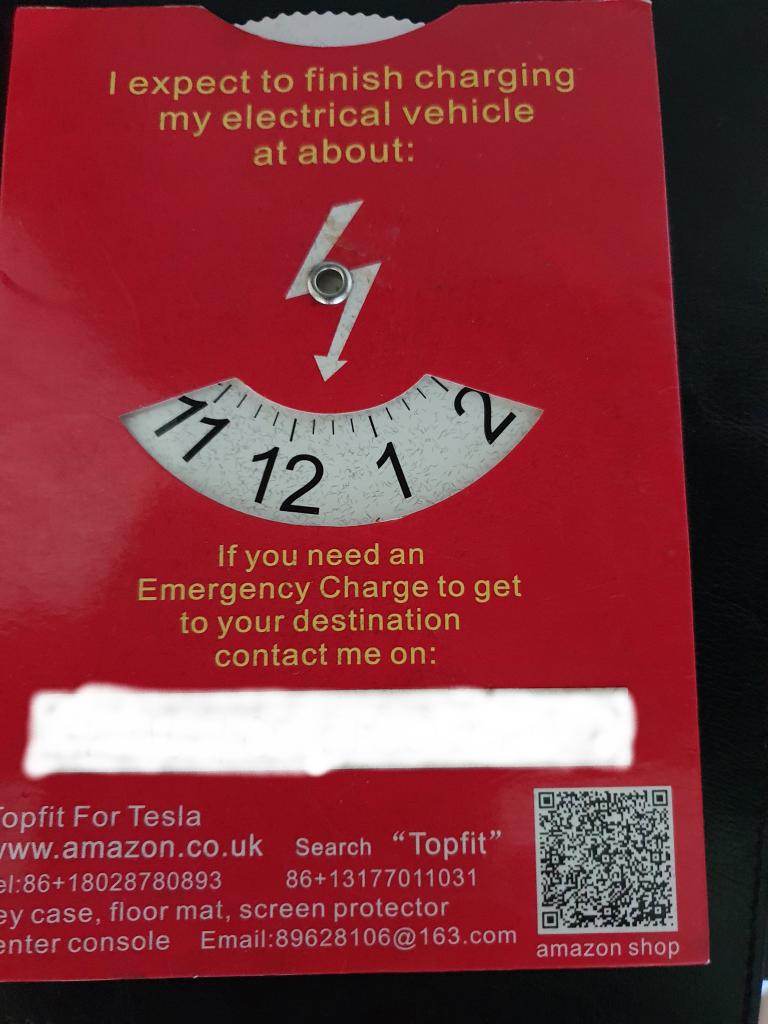 I expect to finish charging
my electrical vehicle
at about:
11 12 1 2
If you need an
Emergency Charge to get
to your destination
contact me on:
Topfit For Tesla
www.amazon.co.uk Search “Topfit”
el:86+18028780893 86+13177011031
ey case, floor mat, screen protector
enter console Email:89628106@163.com
amazon shop